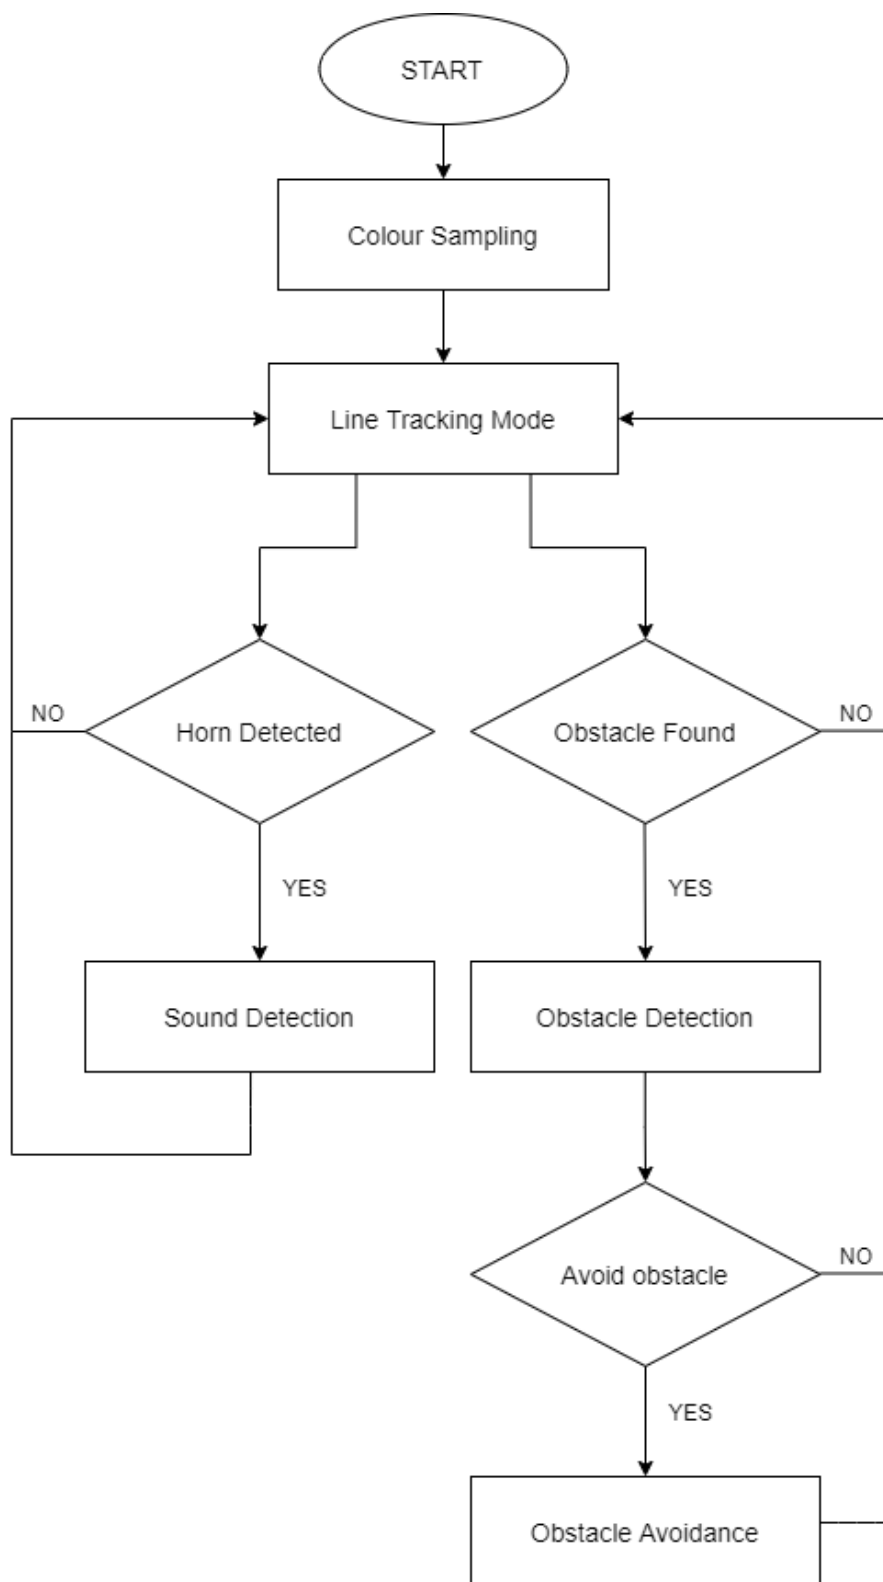 START
Colour Sampling
Line Tracking Mode
Horn Detected
Obstacle Found
NO
NO
YES
YES
Sound Detection
Obstacle Detection
Avoid obstacle
NO
YES
Obstacle Avoidance